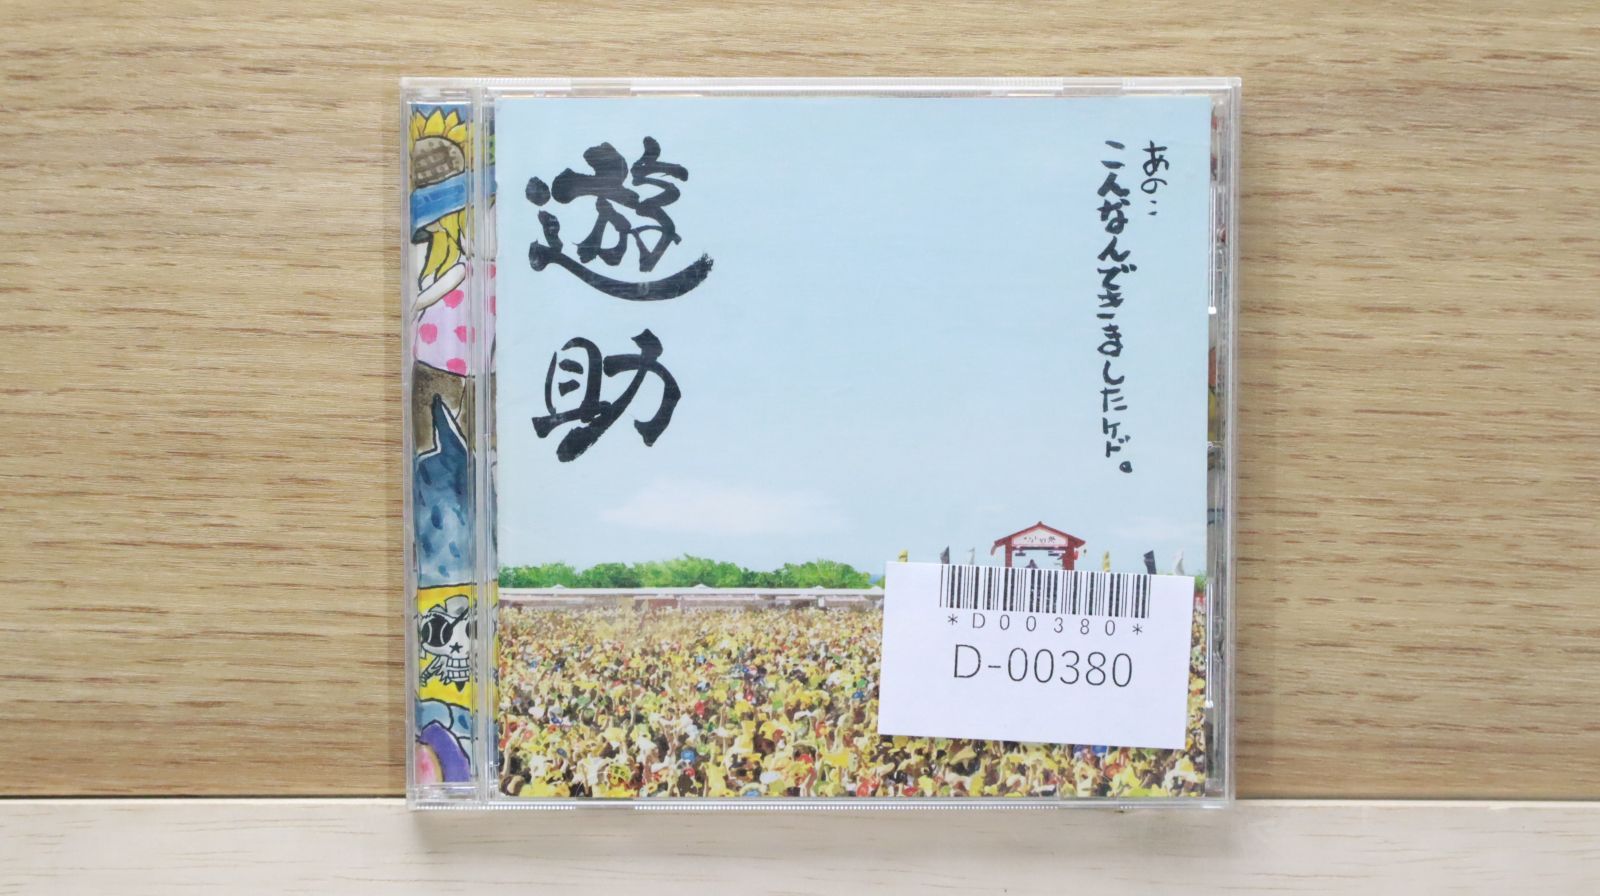 遊助
あの‥
こんなんできましたケド。
*D00380*
D-00380